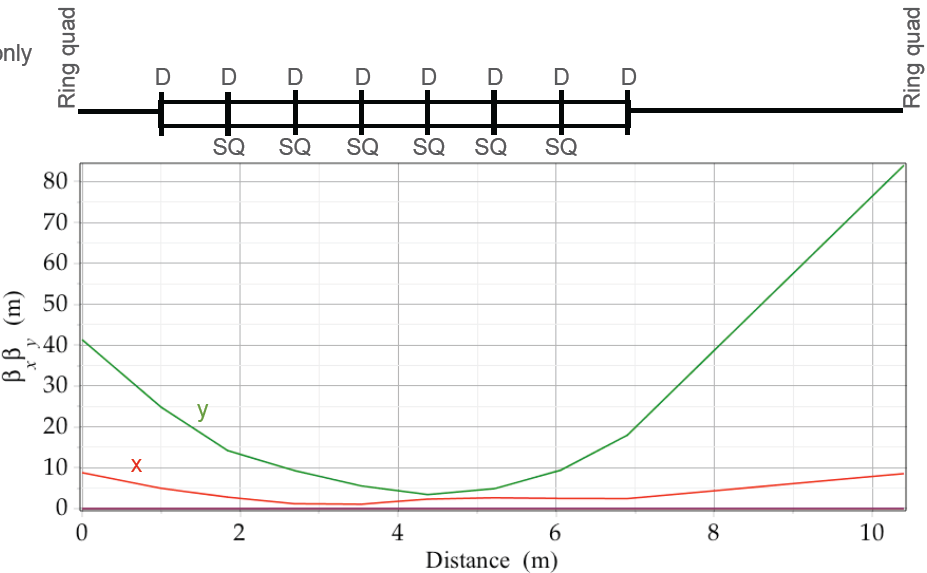 only
Ring quad
Ring quad
D D D D D D D D
SQ SQ SQ SQ SQ SQ
80
70
60
50
40
30
20
10
0
β x β y (m)
y
x
0 2 4 6 8 10
Distance (m)